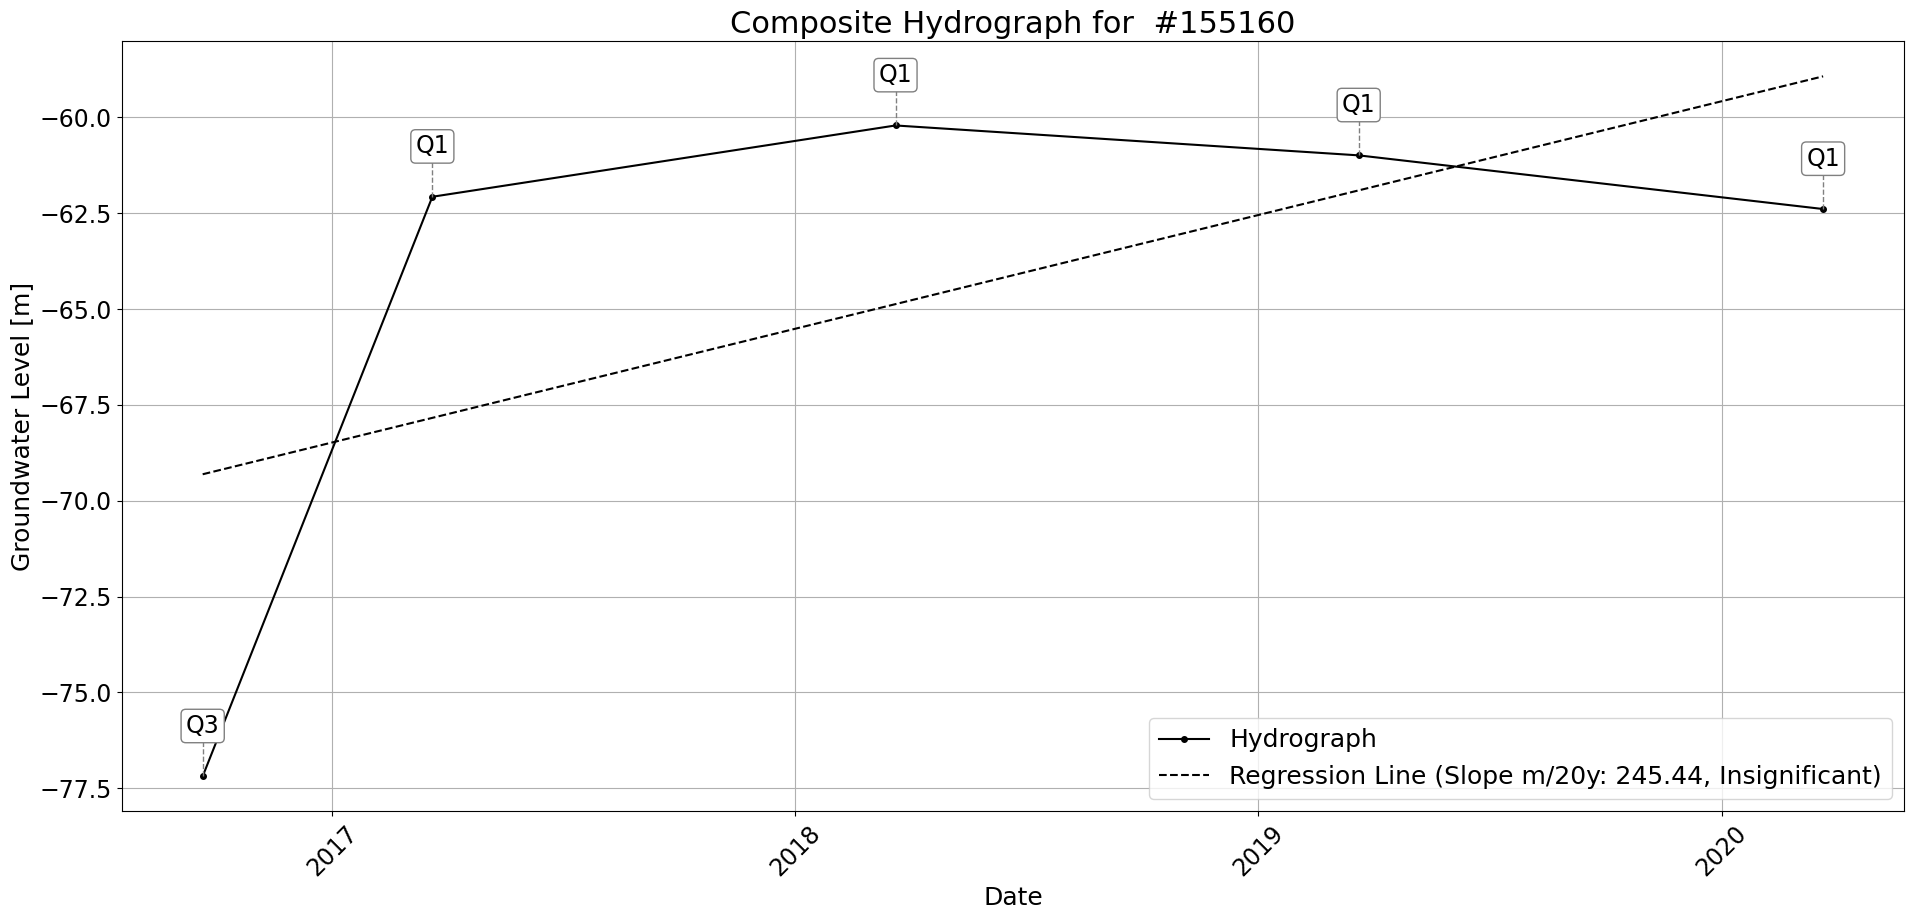 Composite Hydrograph for  #155160
Groundwater Level [m]
−60.0
−62.5
−65.0
−67.5
−70.0
−72.5
−75.0
−77.5
Q3
Q1
Q1
Q1
Q1
Hydrograph
Regression Line (Slope m/20y: 245.44, Insignificant)
2017
2018
2019
2020
Date